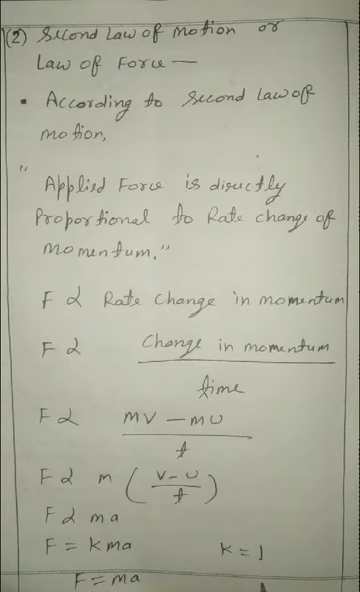 (2) Second Law of Motion or
Law of Force —
• According to Second Law of
motion,
"Applied Force is directly
Proportional to Rate change of
Momentum."
F α Rate Change in momentum
F α Change in momentum
time
F α mv - mu
t
F α m ( v-u
t )
F α ma
F = kma K = 1
F = ma